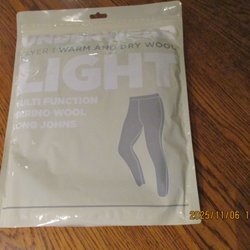 LAYER 1 WARM AND DRY WOOL
LIGHT
MULTI FUNCTION
MERINO WOOL
LONG JOHNS
2025/11/06